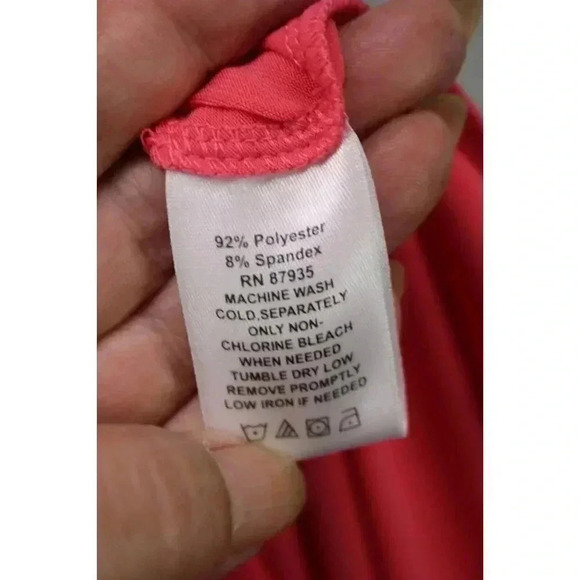 92% Polyester
8% Spandex
RN 87935
MACHINE WASH
COLD,SEPARATELY
ONLY NON-
CHLORINE BLEACH
WHEN NEEDED
TUMBLE DRY LOW
REMOVE PROMPTLY
LOW IRON IF NEEDED